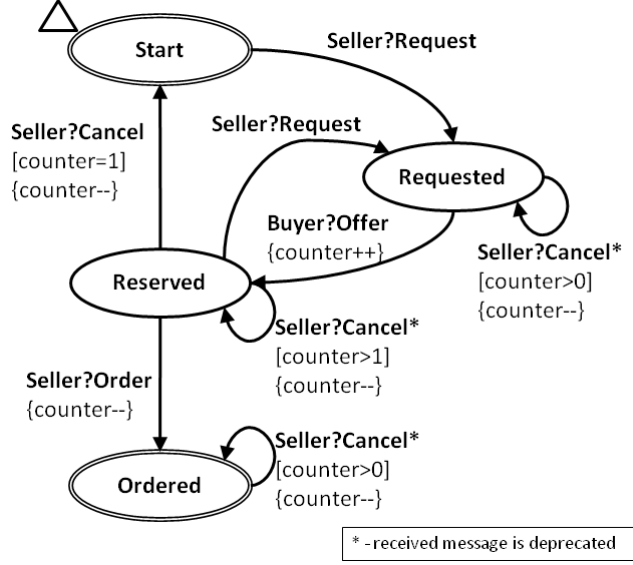 Start
Seller?Request
Seller?Cancel
[counter=1]
{counter--}
Seller?Request
Requested
Buyer?Offer
{counter++}
Seller?Cancel*
[counter>0]
{counter--}
Reserved
Seller?Cancel*
[counter>1]
{counter--}
Seller?Order
{counter--}
Seller?Cancel*
[counter>0]
{counter--}
Ordered
* - received message is deprecated